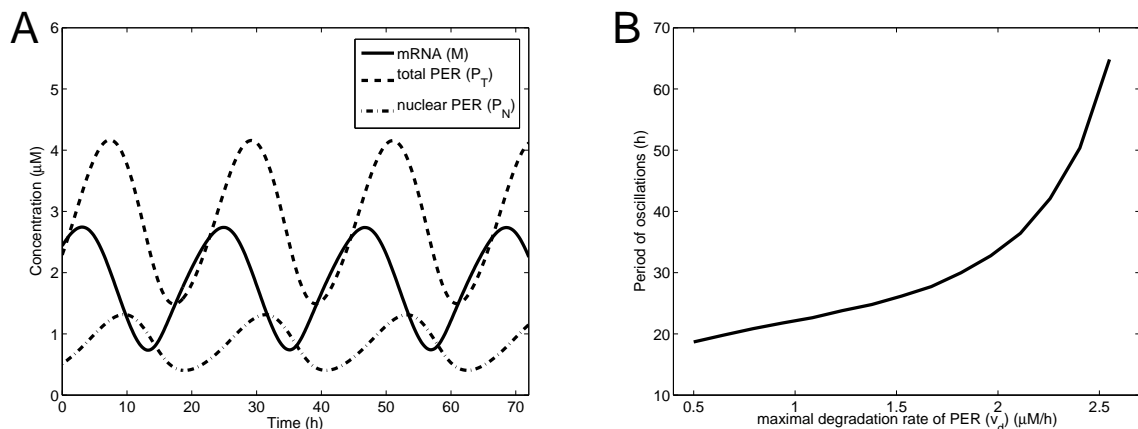 A
Concentration (μM)
6
5
4
3
2
1
0
mRNA (M)
total PER (P_T)
nuclear PER (P_N)
0 10 20 30 40 50 60 70
Time (h)
B
Period of oscillations (h)
70
60
50
40
30
20
10
0.5 1 1.5 2 2.5
maximal degradation rate of PER (v_d) (μM/h)